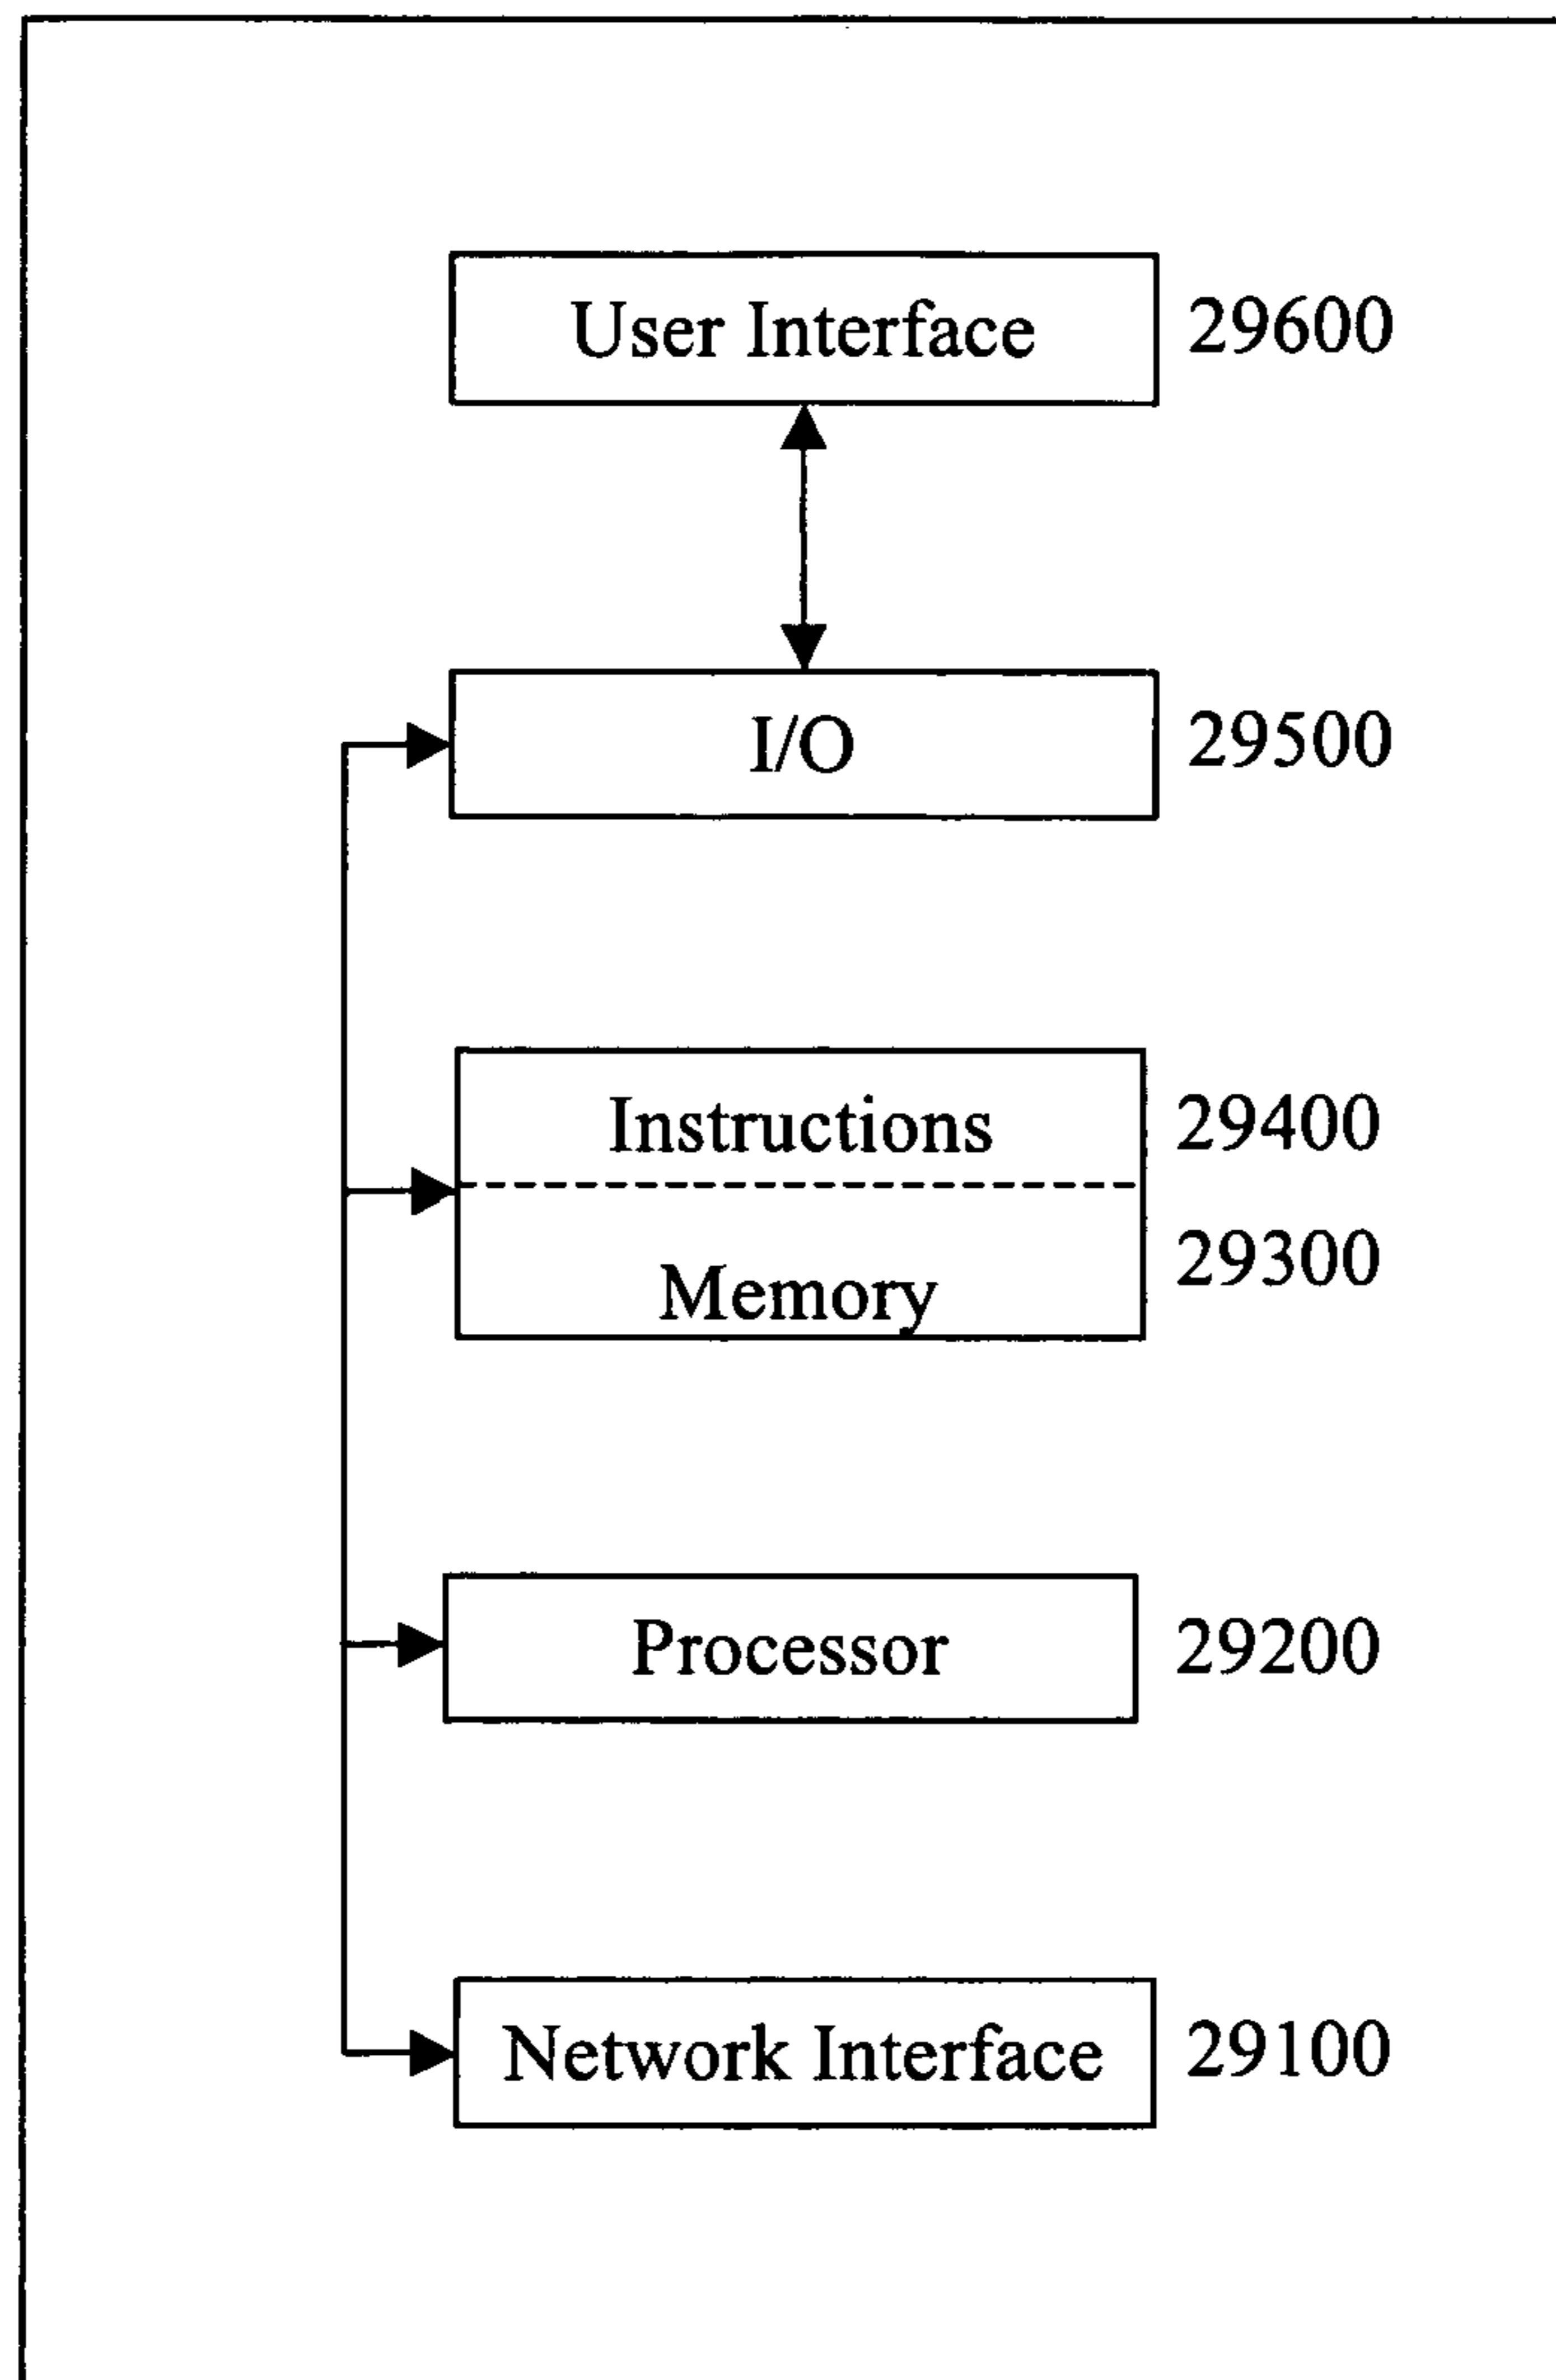 User Interface 29600
I/O 29500
Instructions 29400
Memory 29300
Processor 29200
Network Interface 29100